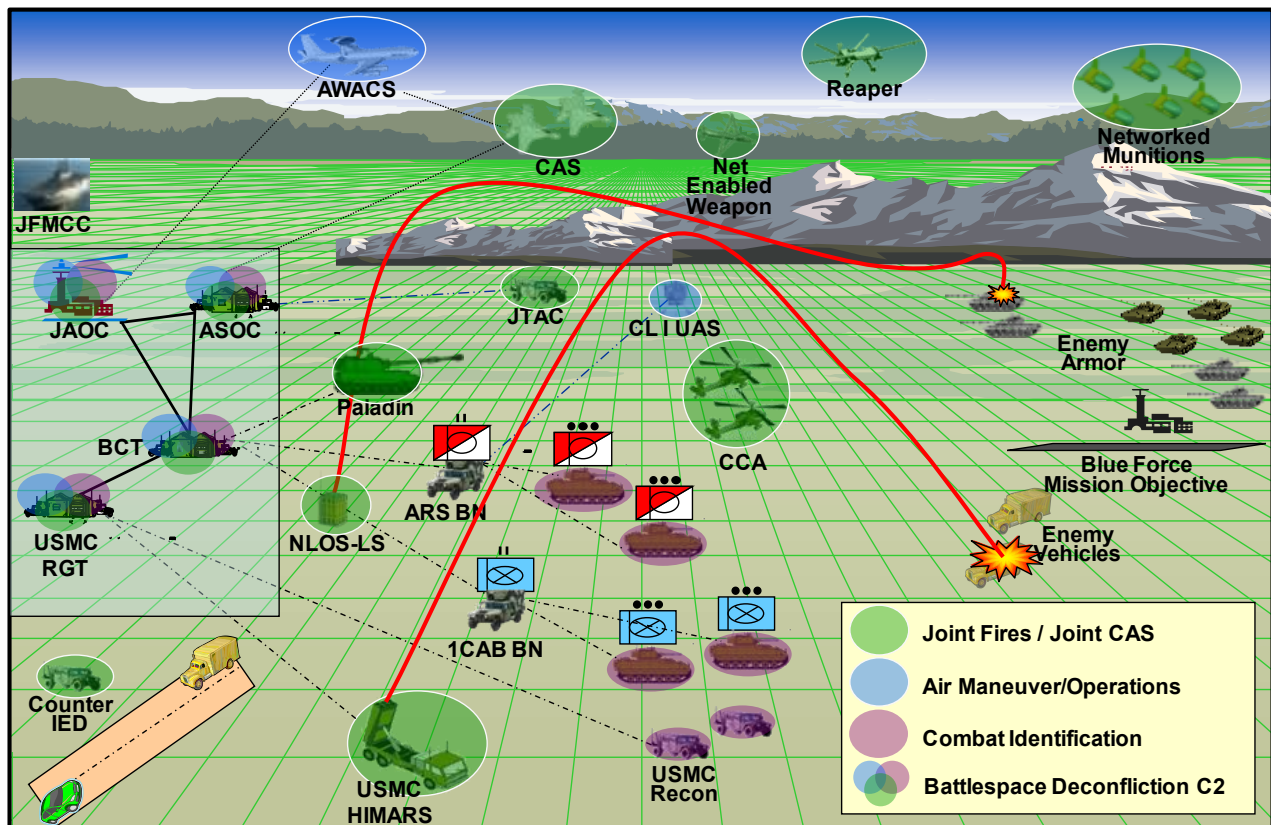 AWACS
Reaper
CAS
Networked
Munitions
Net
Enabled
Weapon
JFMCC
JAOC
ASOC
JTAC
CL I UAS
Enemy
Armor
Paladin
BCT
CCA
Blue Force
Mission Objective
ARS BN
NLOS-LS
USMC
RGT
Enemy
Vehicles
1CAB BN
Joint Fires / Joint CAS
Air Maneuver/Operations
Combat Identification
Battlespace Deconfliction C2
Counter
IED
USMC
HIMARS
USMC
Recon